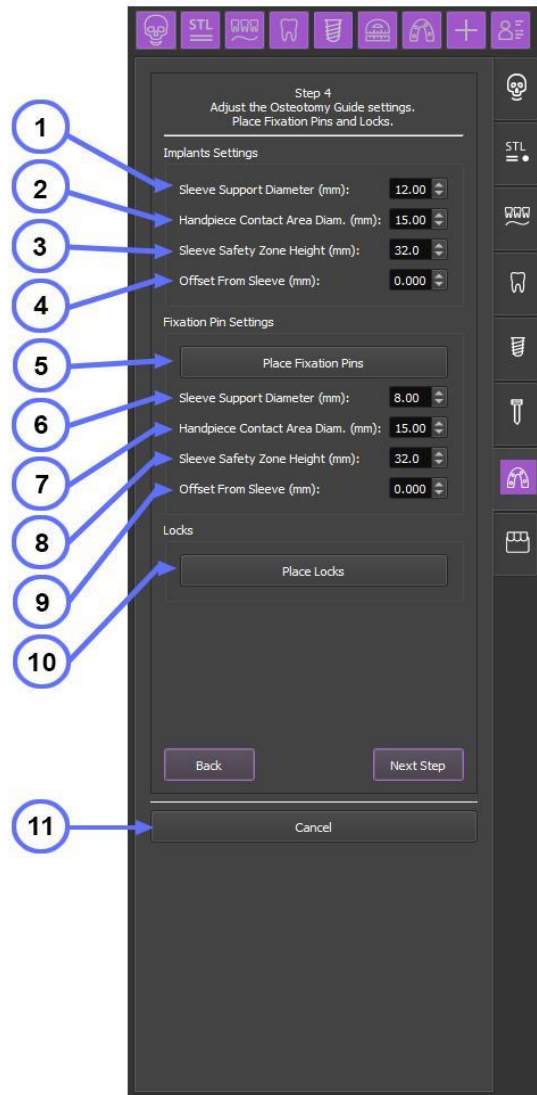 STL
Step 4
Adjust the Osteotomy Guide settings.
Place Fixation Pins and Locks.
STL
Implants Settings
1
Sleeve Support Diameter (mm): 12.00
2
Handpiece Contact Area Diam. (mm): 15.00
3
Sleeve Safety Zone Height (mm): 32.0
4
Offset From Sleeve (mm): 0.000
Fixation Pin Settings
5
Place Fixation Pins
6
Sleeve Support Diameter (mm): 8.00
7
Handpiece Contact Area Diam. (mm): 15.00
8
Sleeve Safety Zone Height (mm): 32.0
9
Offset From Sleeve (mm): 0.000
Locks
10
Place Locks
Back
Next Step
11
Cancel